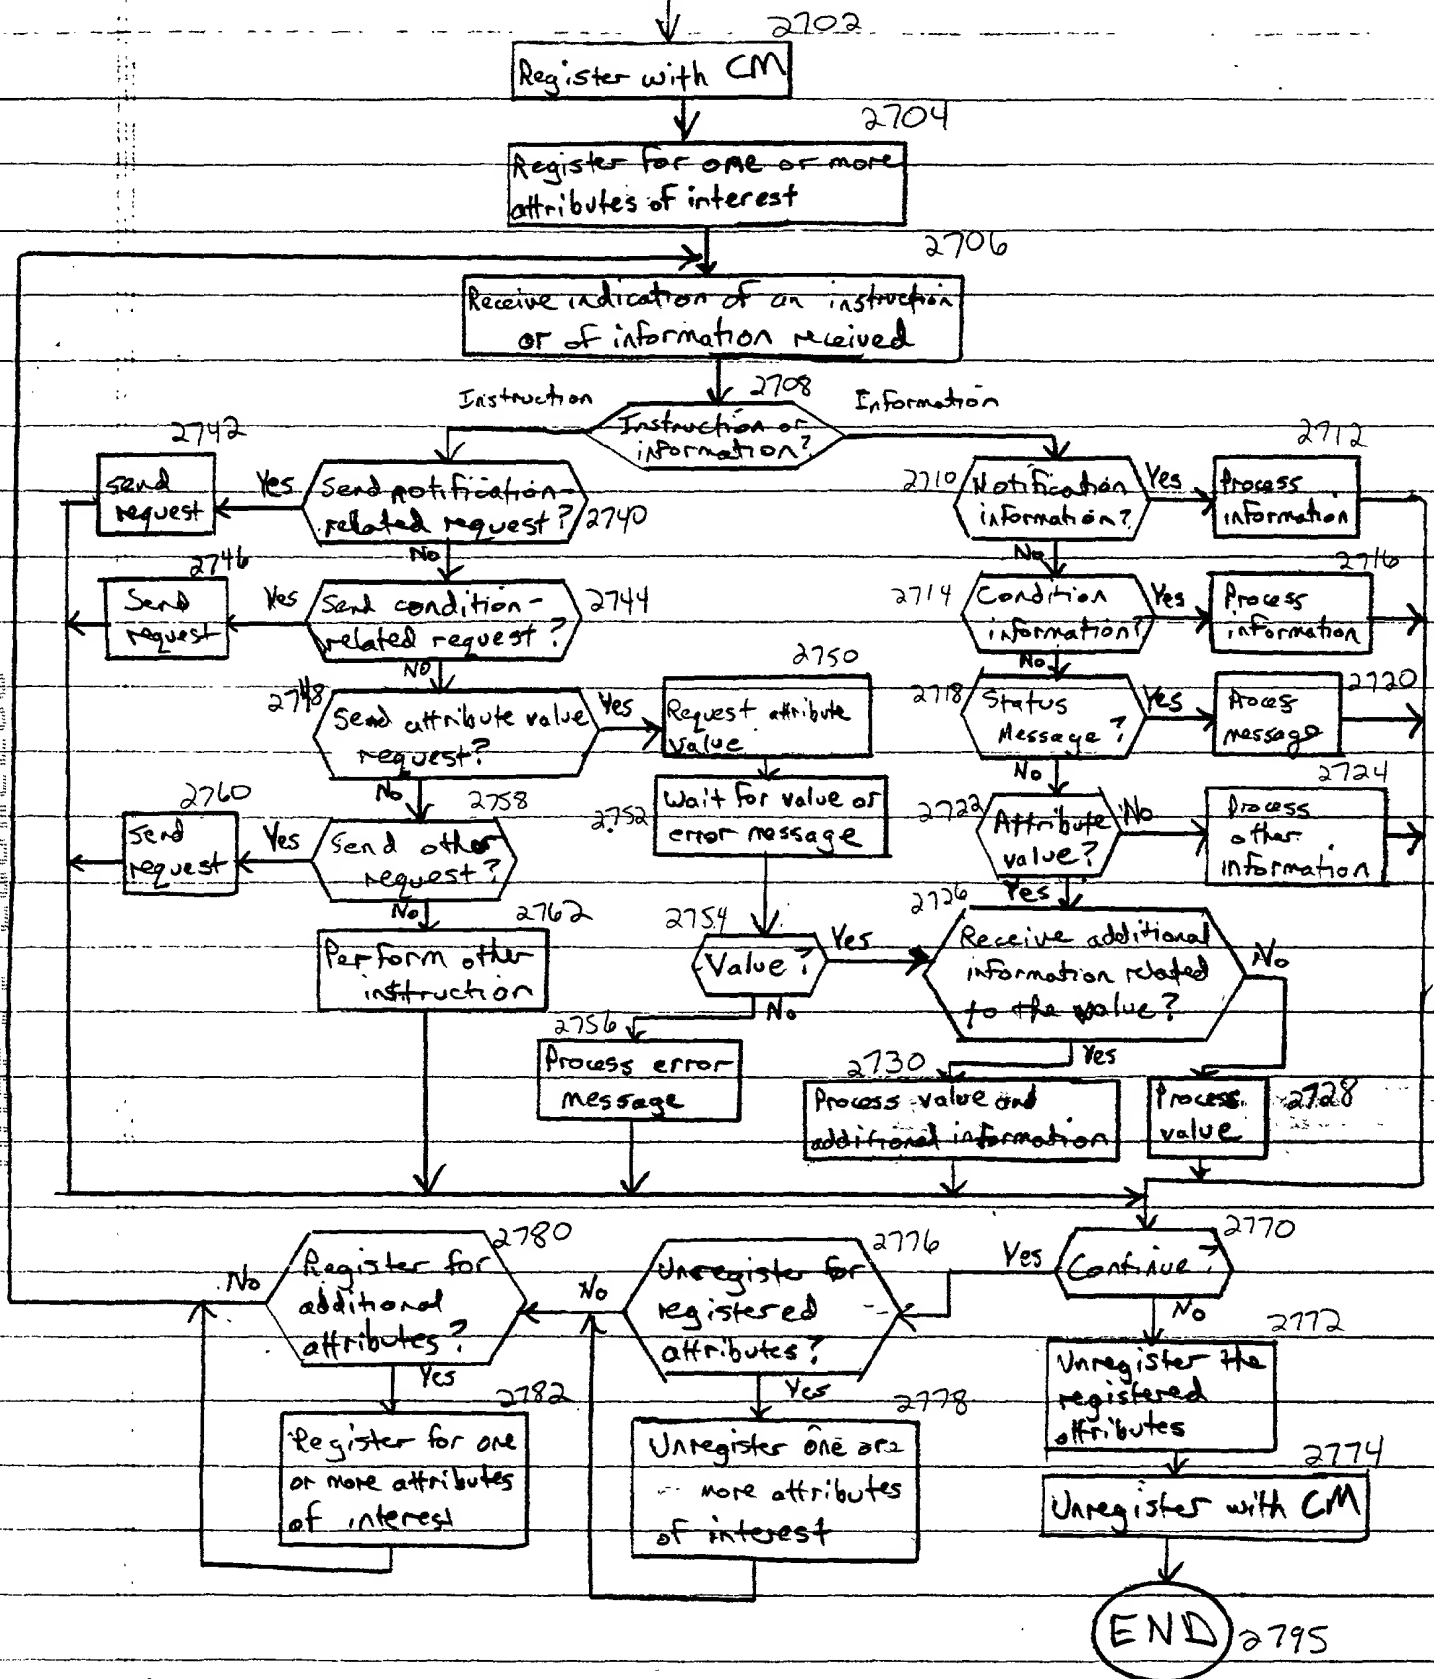 2702
Register with CM
2704
Register for one or more
attributes of interest
2706
Receive indication of an instruction
or of information received
2708
Instruction
Information
Instruction or
information?
2742
send
request
Yes
Send notification-
related request?
2740
No
2710
Notification
information?
Yes
2712
Process
information
No
2746
Send
request
Yes
Send condition-
related request?
2744
No
2714
Condition
information?
Yes
2716
Process
information
No
2748
Send attribute value
request?
Yes
2750
Request attribute
value
No
2718
Status
Message?
Yes
2720
Proces
message
No
2760
Send
request
Yes
2758
Send other
request?
No
2752
Wait for value or
error message
2722
Attribute
value?
No
2724
Process
other
information
Yes
2762
Perform other
instruction
2754
Value?
Yes
No
2726
Receive additional
information related
to the value?
No
Yes
2756
Process error
message
2730
Process value and
additional information
2728
Process
value
2780
Register for
additional
attributes?
No
Yes
2776
Unregister for
registered
attributes?
No
Yes
2770
Continue?
Yes
No
2782
Register for one
or more attributes
of interest
2778
Unregister one ore
more attributes
of interest
2772
Unregister the
registered
attributes
2774
Unregister with CM
END
2795